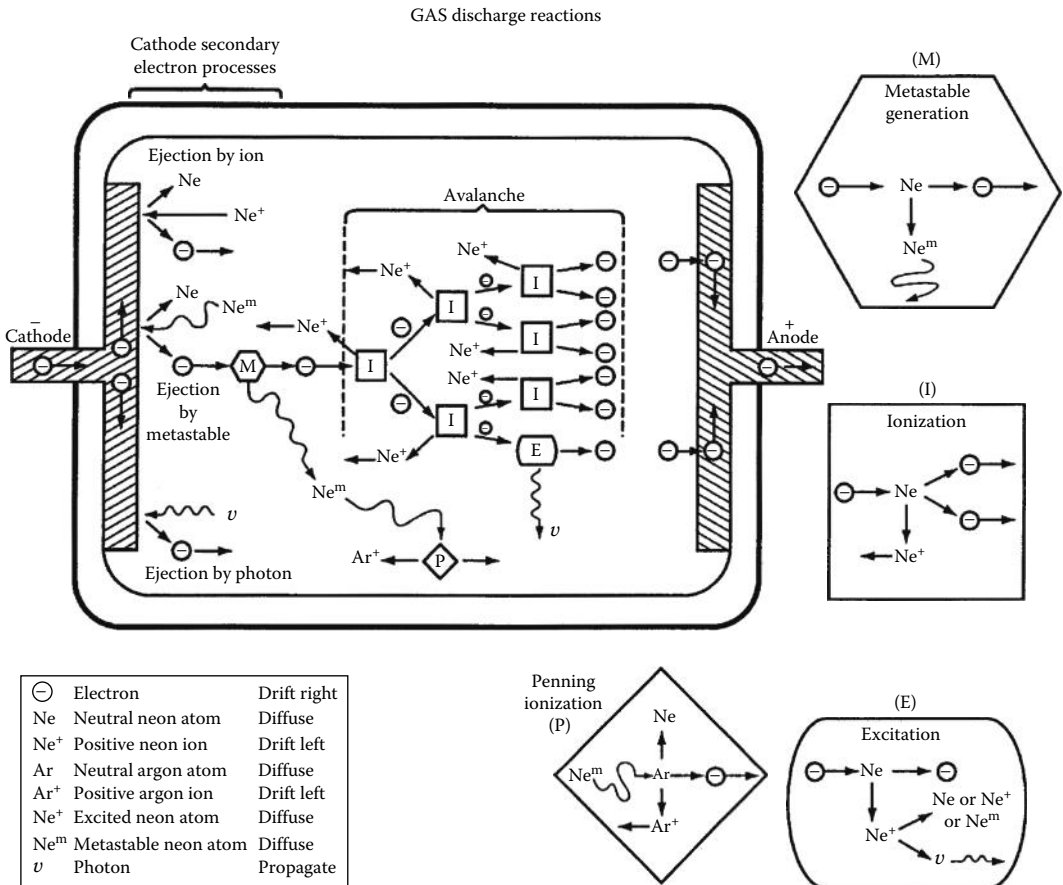 GAS discharge reactions
Cathode secondary
electron processes
Ejection by ion
Ne
Ne⁺
−
Avalanche
Ne⁺
Ne⁺
I
−
−
I
−
−
−
Ne
Neᵐ
Ne⁺
I
−
I
−
−
−
Cathode
−
−
−
M
−
I
Ne⁺
Ne⁺
−
−
Anode
+
−
Ejection
by
metastable
−
−
I
−
−
I
−
−
Ne⁺
E
−
−
−
Neᵐ
υ
υ
−
Ar⁺
P
Ejection by photon
(M)
Metastable
generation
−
Ne
−
Neᵐ
(I)
Ionization
−
Ne
−
−
Ne⁺
− Electron Drift right
Ne Neutral neon atom Diffuse
Ne⁺ Positive neon ion Drift left
Ar Neutral argon atom Diffuse
Ar⁺ Positive argon ion Drift left
Ne⁺ Excited neon atom Diffuse
Neᵐ Metastable neon atom Diffuse
υ Photon Propagate
Penning
ionization
(P)
Ne
Neᵐ
Ar
−
Ar⁺
(E)
Excitation
−
Ne
−
Ne or Ne⁺
or Neᵐ
Ne⁺
υ